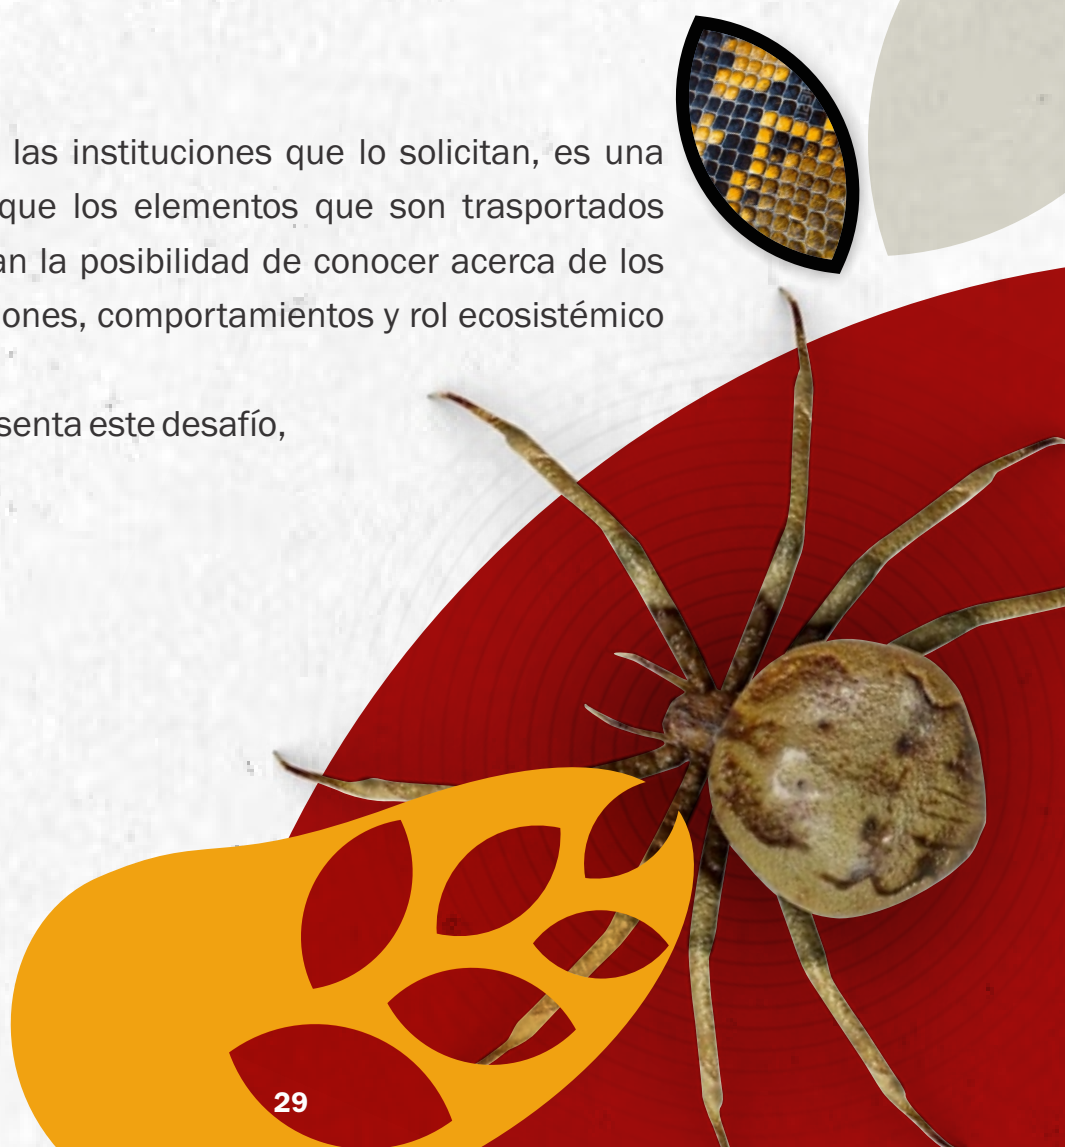 las instituciones que lo solicitan, es una
que los elementos que son trasportados
an la posibilidad de conocer acerca de los
ones, comportamientos y rol ecosistémico
senta este desafío,
29